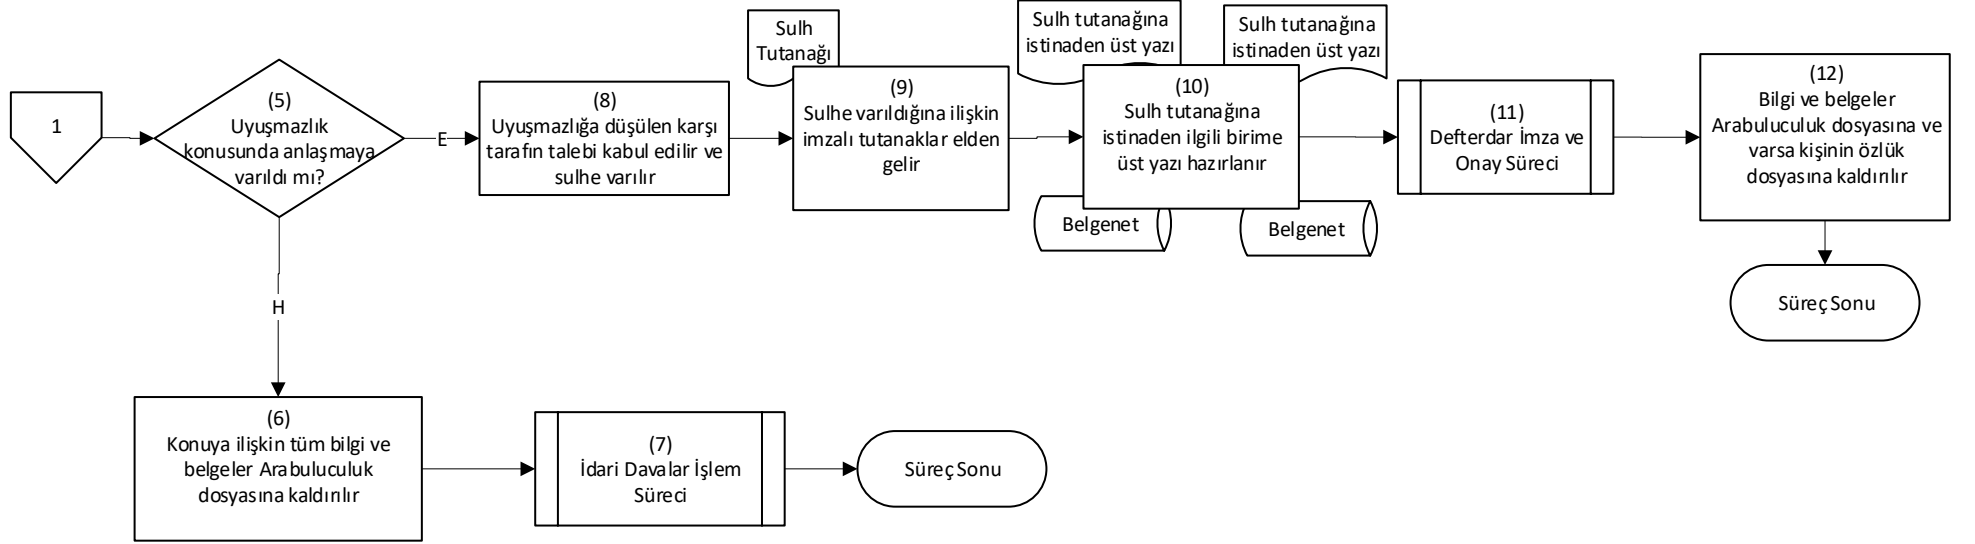 1
(5)
Uyuşmazlık
konusunda anlaşmaya
varıldı mı?
E
(8)
Uyuşmazlığa düşülen karşı
tarafın talebi kabul edilir ve
sulhe varılır
Sulh
Tutanağı
(9)
Sulhe varıldığına ilişkin
imzalı tutanaklar elden
gelir
Sulh tutanağına
istinaden üst yazı
Sulh tutanağına
istinaden üst yazı
(10)
Sulh tutanağına
istinaden ilgili birime
üst yazı hazırlanır
Belgenet
Belgenet
(11)
Defterdar İmza ve
Onay Süreci
(12)
Bilgi ve belgeler
Arabuluculuk dosyasına ve
varsa kişinin özlük
dosyasına kaldırılır
Süreç Sonu
H
(6)
Konuya ilişkin tüm bilgi ve
belgeler Arabuluculuk
dosyasına kaldırılır
(7)
İdari Davalar İşlem
Süreci
Süreç Sonu